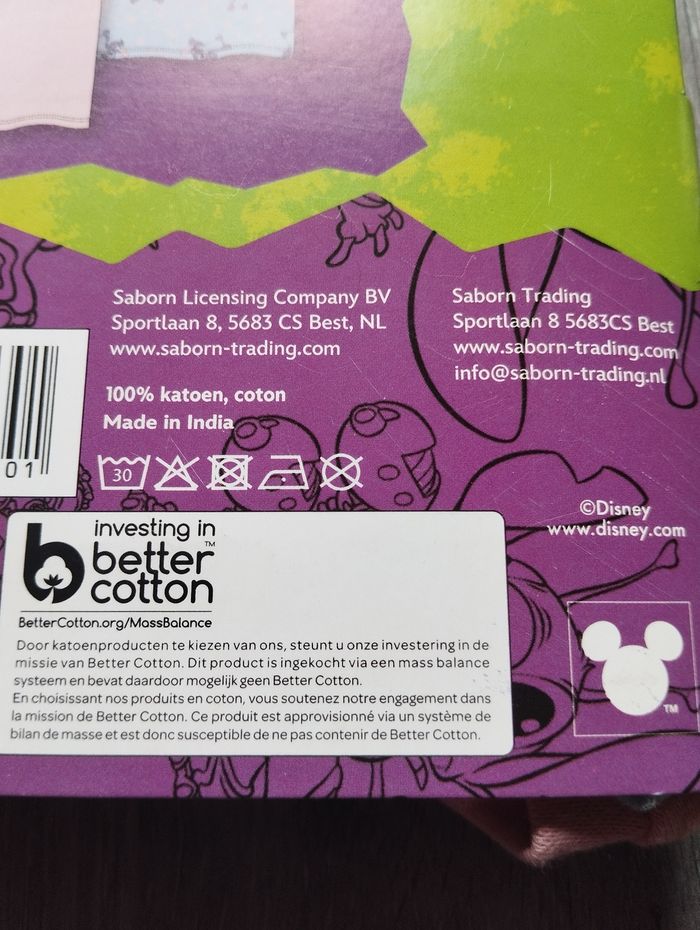 Saborn Licensing Company BV
Sportlaan 8, 5683 CS Best, NL
www.saborn-trading.com
Saborn Trading
Sportlaan 8 5683CS Best
www.saborn-trading.com
info@saborn-trading.nl
100% katoen, coton
Made in India
01
30
©Disney
www.disney.com
investing in
better™
cotton
BetterCotton.org/MassBalance
Door katoenproducten te kiezen van ons, steunt u onze investering in de
missie van Better Cotton. Dit product is ingekocht via een mass balance
systeem en bevat daardoor mogelijk geen Better Cotton.
En choisissant nos produits en coton, vous soutenez notre engagement dans
la mission de Better Cotton. Ce produit est approvisionné via un système de
bilan de masse et est donc susceptible de ne pas contenir de Better Cotton.
TM